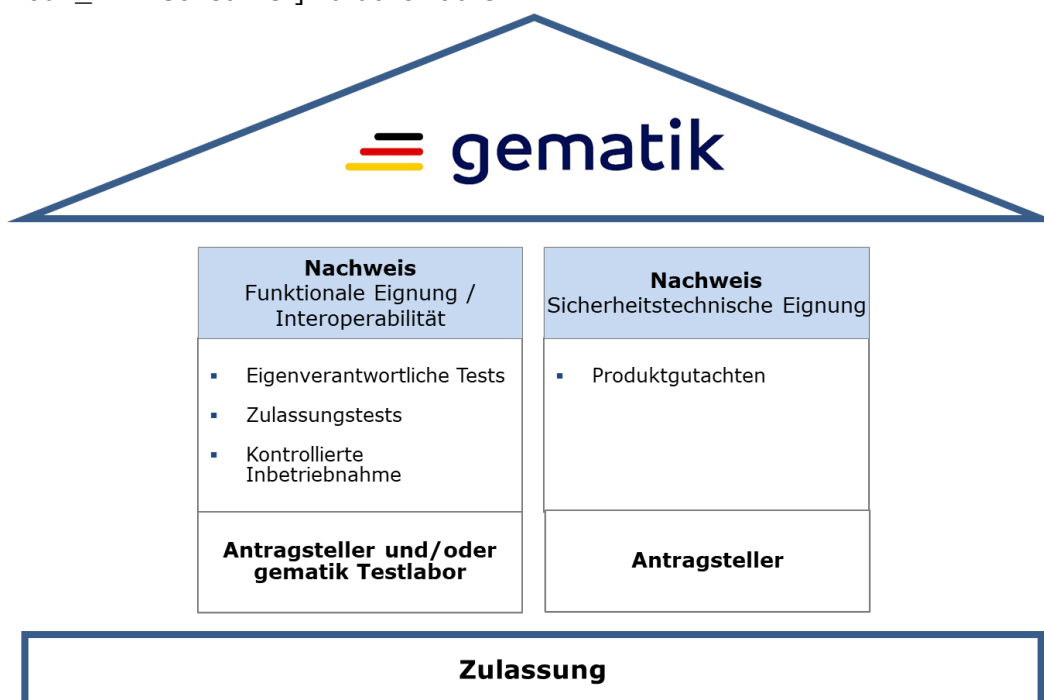 gematik
Nachweis
Funktionale Eignung /
Interoperabilität
Nachweis
Sicherheitstechnische Eignung
▪ Eigenverantwortliche Tests
▪ Zulassungstests
▪ Kontrollierte
Inbetriebnahme
▪ Produktgutachten
Antragsteller und/oder
gematik Testlabor
Antragsteller
Zulassung